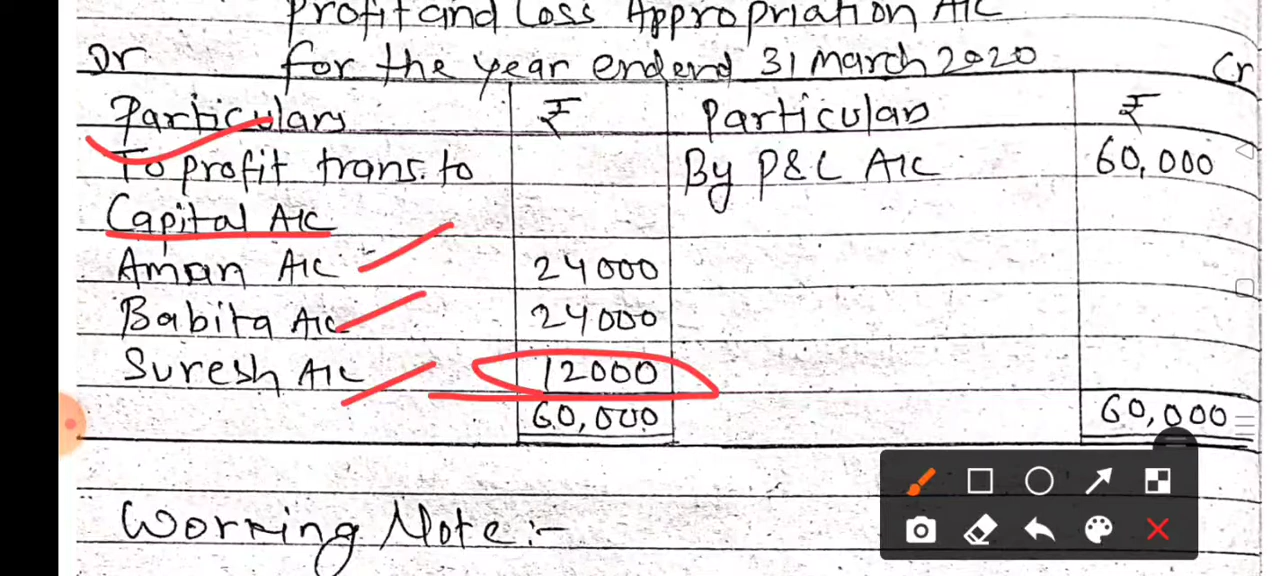 Profit and Loss Appropriation A/C
Dr for the year endend 31 March 2020 Cr
Particulars ₹ Particulars ₹
To profit trans. to By P&L A/C 60,000
Capital A/C
Aman A/C 24000
Babita A/C 24000
Suresh A/C 12000
60,000 60,000
Working Note:-